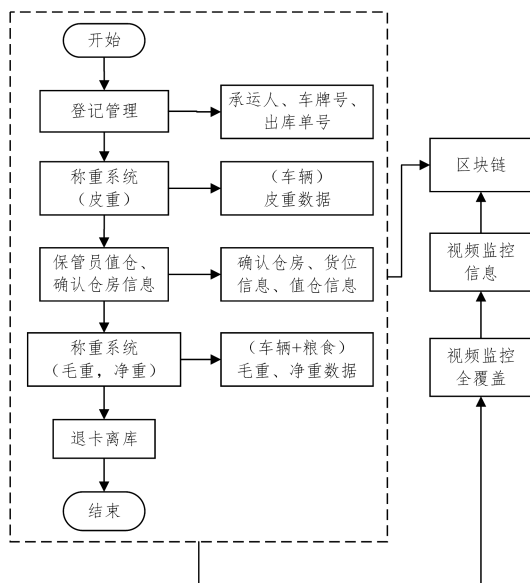 开始
登记管理
承运人、车牌号、
出库单号
称重系统
（皮重）
（车辆）
皮重数据
区块链
保管员值仓、
确认仓房信息
确认仓房、货位
信息、值仓信息
视频监控
信息
称重系统
（毛重，净重）
（车辆+粮食）
毛重、净重数据
视频监控
全覆盖
退卡离库
结束